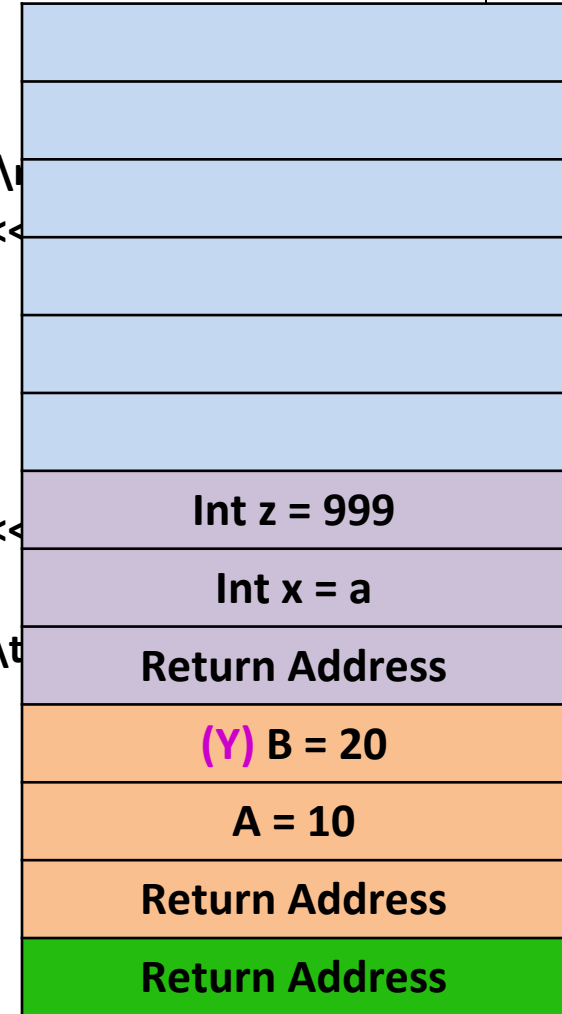 <<
Int z = 999
<<
Int x = a
\t
Return Address
(Y) B = 20
A = 10
Return Address
Return Address